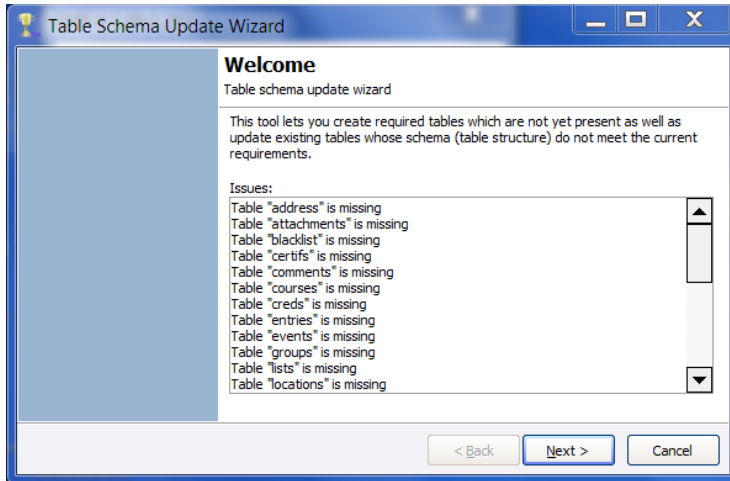 Table Schema Update Wizard
Welcome
Table schema update wizard
This tool lets you create required tables which are not yet present as well as
update existing tables whose schema (table structure) do not meet the current
requirements.
Issues:
Table "address" is missing
Table "attachments" is missing
Table "blacklist" is missing
Table "certifs" is missing
Table "comments" is missing
Table "courses" is missing
Table "creds" is missing
Table "entries" is missing
Table "events" is missing
Table "groups" is missing
Table "lists" is missing
Table "locations" is missing
< Back Next > Cancel